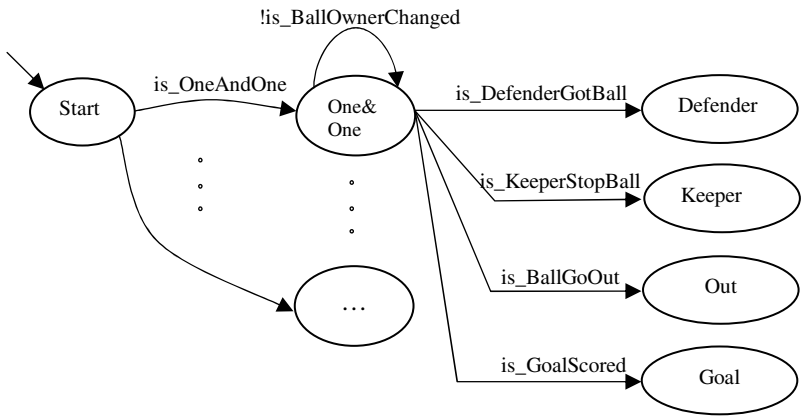 !is_BallOwnerChanged
is_OneAndOne
Start
One&
One
is_DefenderGotBall
Defender
is_KeeperStopBall
Keeper
is_BallGoOut
Out
...
is_GoalScored
Goal